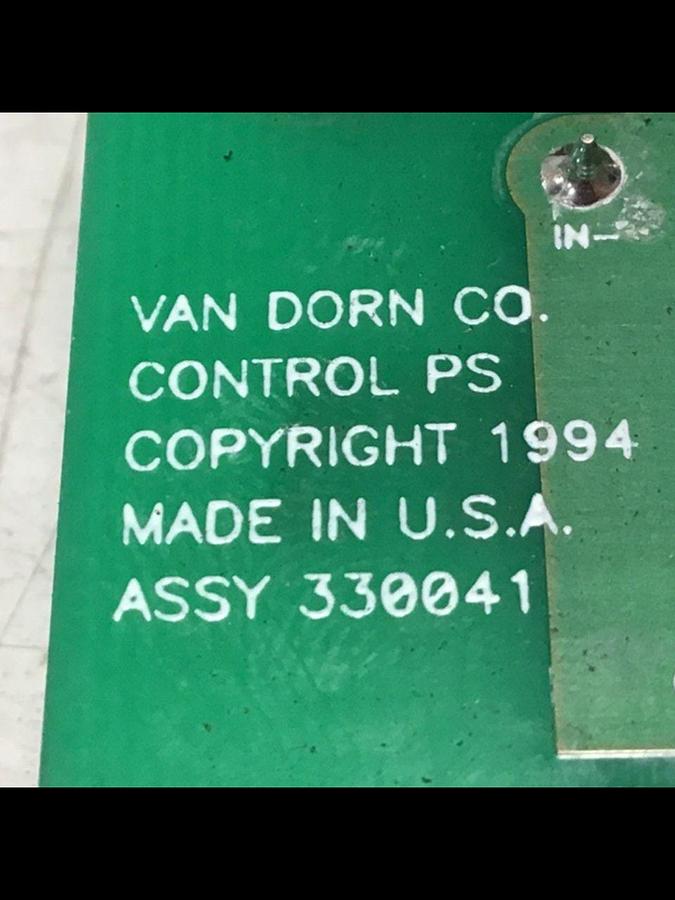 IN-
VAN DORN CO.
CONTROL PS
COPYRIGHT 1994
MADE IN U.S.A.
ASSY 330041